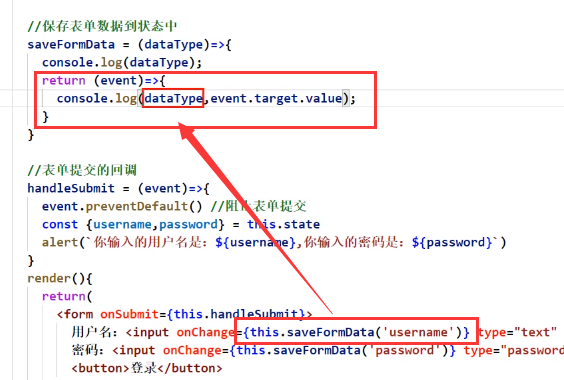 //保存表单数据到状态中
saveFormData = (dataType)=>{
console.log(dataType);
return (event)=>{
console.log(dataType,event.target.value);
}
}
//表单提交的回调
handleSubmit = (event)=>{
event.preventDefault() //阻止表单提交
const {username,password} = this.state
alert(`你输入的用户名是：${username},你输入的密码是：${password}`)
}
render(){
return(
<form onSubmit={this.handleSubmit}>
用户名：<input onChange={this.saveFormData('username')} type="text"
密码：<input onChange={this.saveFormData('password')} type="password
<button>登录</button>